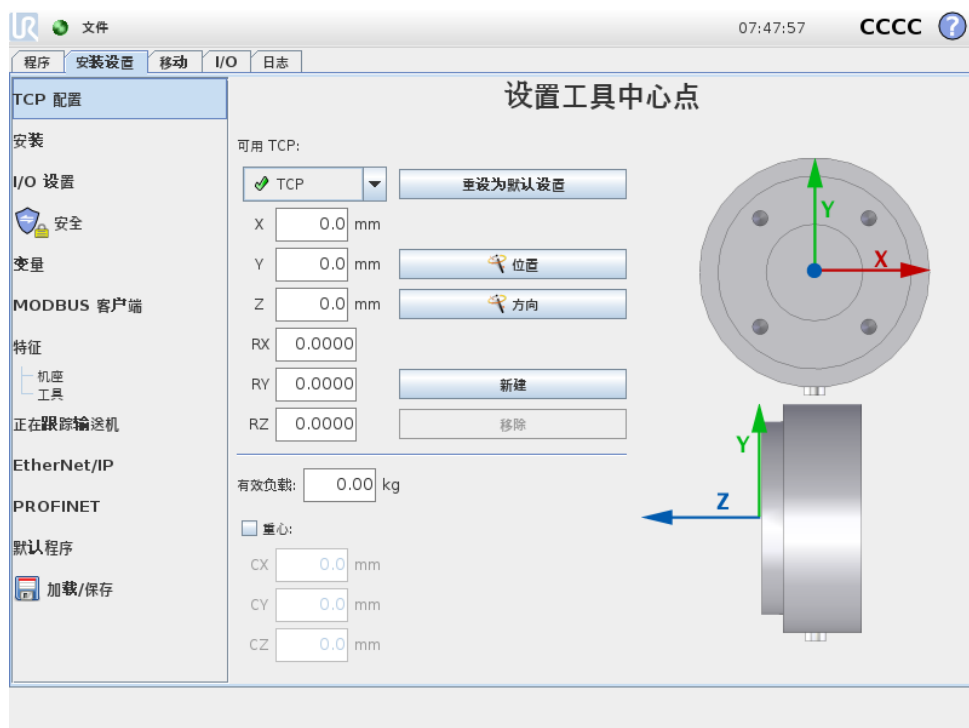 UR 文件 07:47:57 CCCC ?
程序 安装设置 移动 I/O 日志
TCP 配置
安装
I/O 设置
安全
变量
MODBUS 客户端
特征
机座
工具
正在跟踪输送机
EtherNet/IP
PROFINET
默认程序
加载/保存
设置工具中心点
可用 TCP:
TCP 重设为默认设置
X 0.0 mm
Y 0.0 mm 位置
Z 0.0 mm 方向
RX 0.0000
RY 0.0000 新建
RZ 0.0000 移除
有效负载: 0.00 kg
重心:
CX 0.0 mm
CY 0.0 mm
CZ 0.0 mm
Y
X
Y
Z